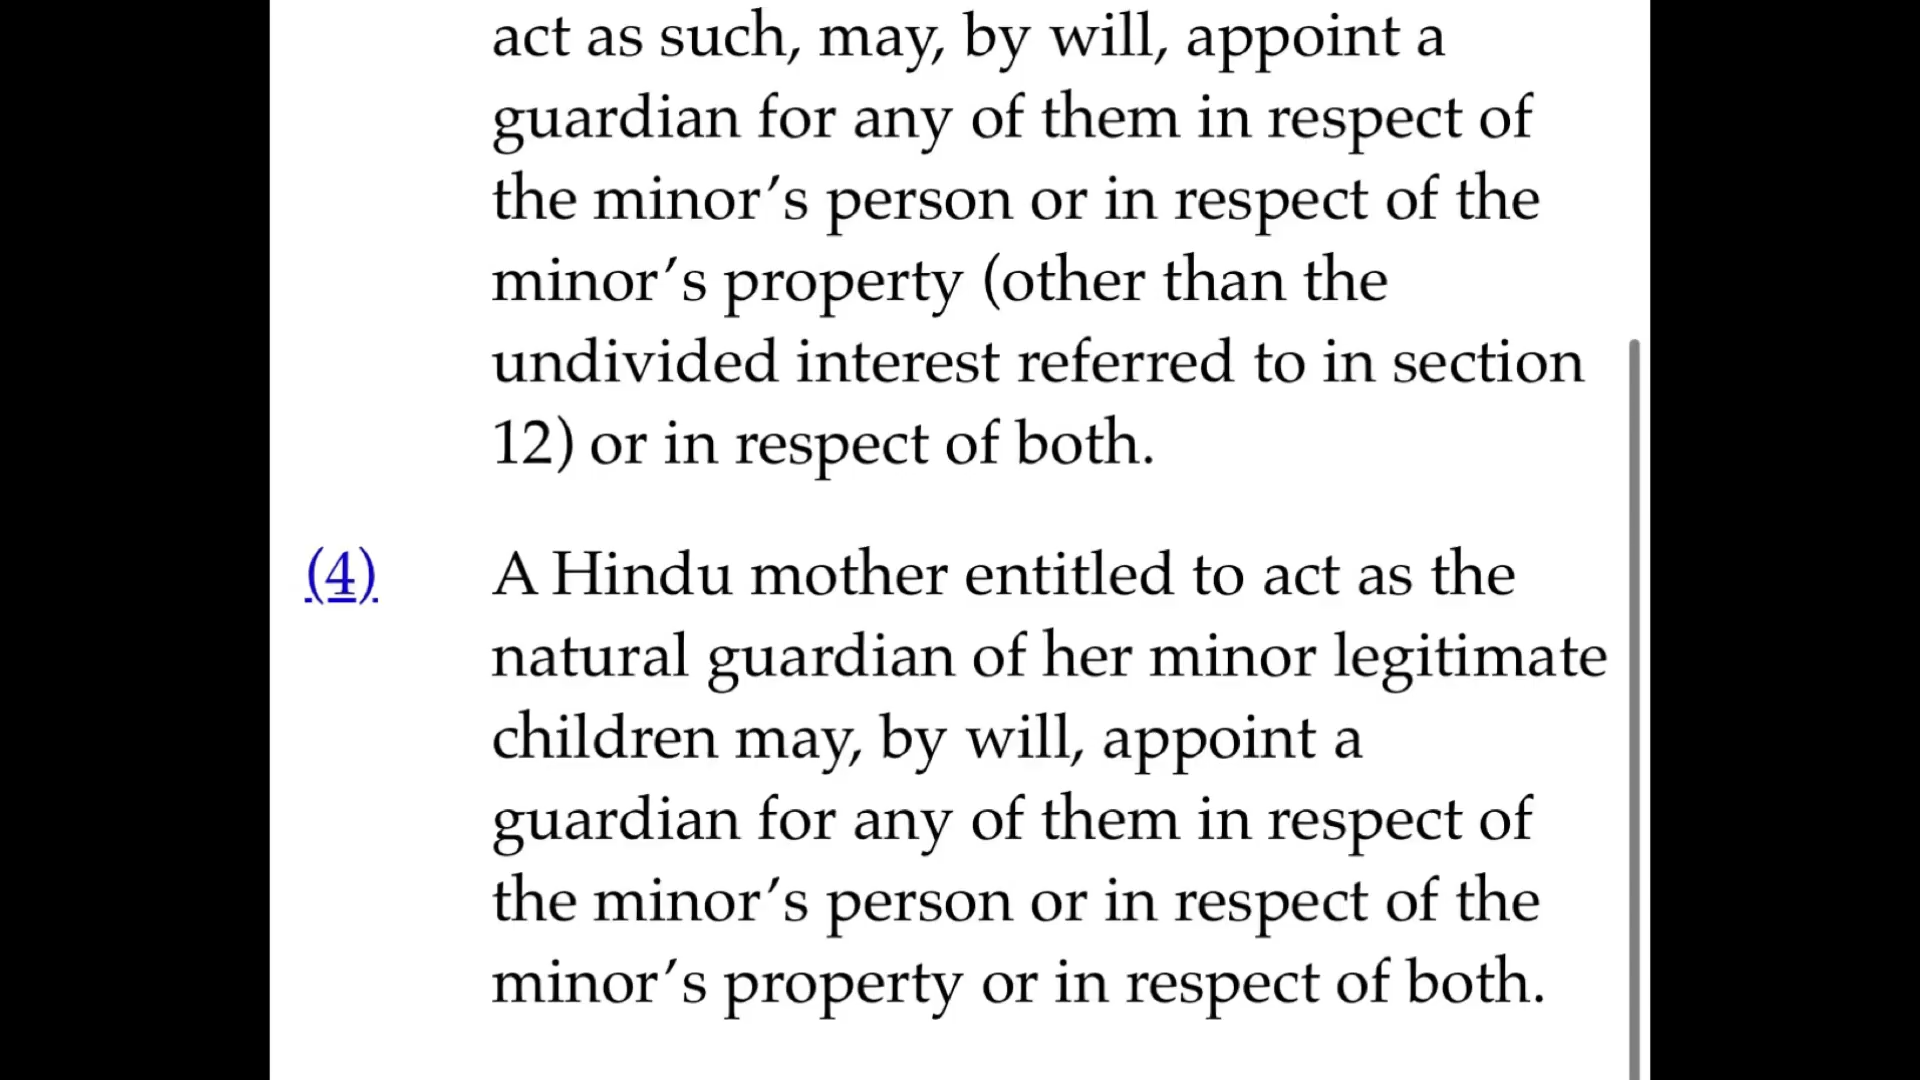 act as such, may, by will, appoint a
guardian for any of them in respect of
the minor’s person or in respect of the
minor’s property (other than the
undivided interest referred to in section
12) or in respect of both.
(4) A Hindu mother entitled to act as the
natural guardian of her minor legitimate
children may, by will, appoint a
guardian for any of them in respect of
the minor’s person or in respect of the
minor’s property or in respect of both.